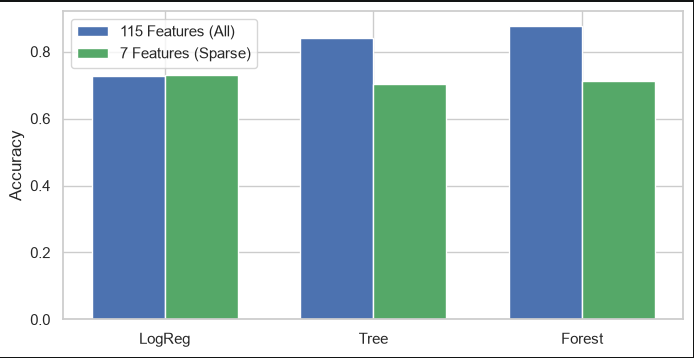 115 Features (All)
7 Features (Sparse)
Accuracy
0.8
0.6
0.4
0.2
0.0
LogReg
Tree
Forest